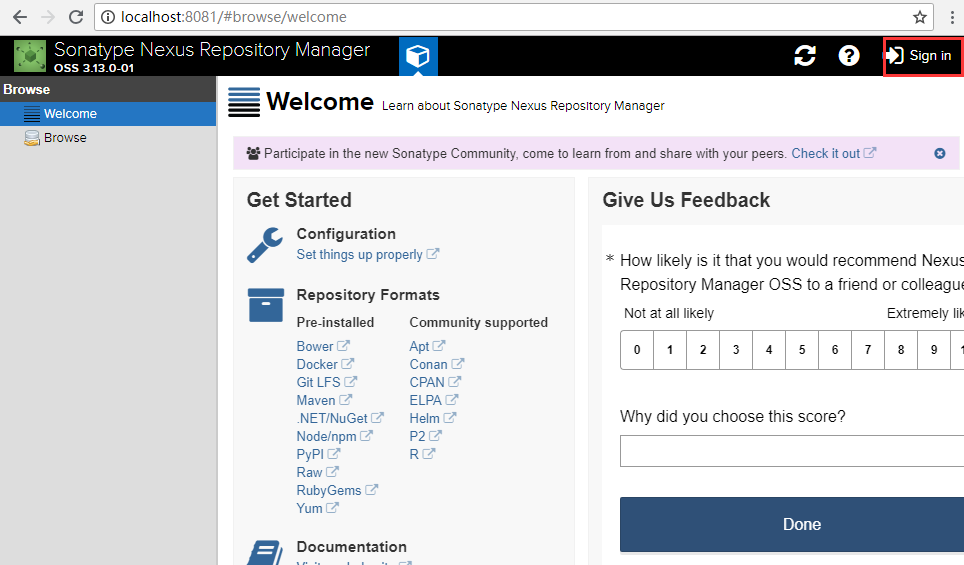 localhost:8081/#browse/welcome
Sonatype Nexus Repository Manager
OSS 3.13.0-01
Sign in
Browse
Welcome
Browse
Welcome Learn about Sonatype Nexus Repository Manager
Participate in the new Sonatype Community, come to learn from and share with your peers. Check it out
Get Started
Configuration
Set things up properly
Repository Formats
Pre-installed
Bower
Docker
Git LFS
Maven
.NET/NuGet
Node/npm
PyPI
Raw
RubyGems
Yum
Community supported
Apt
Conan
CPAN
ELPA
Helm
P2
R
Documentation
Give Us Feedback
* How likely is it that you would recommend Nexus
Repository Manager OSS to a friend or colleague
Not at all likely Extremely
0 1 2 3 4 5 6 7 8 9
Why did you choose this score?
Done